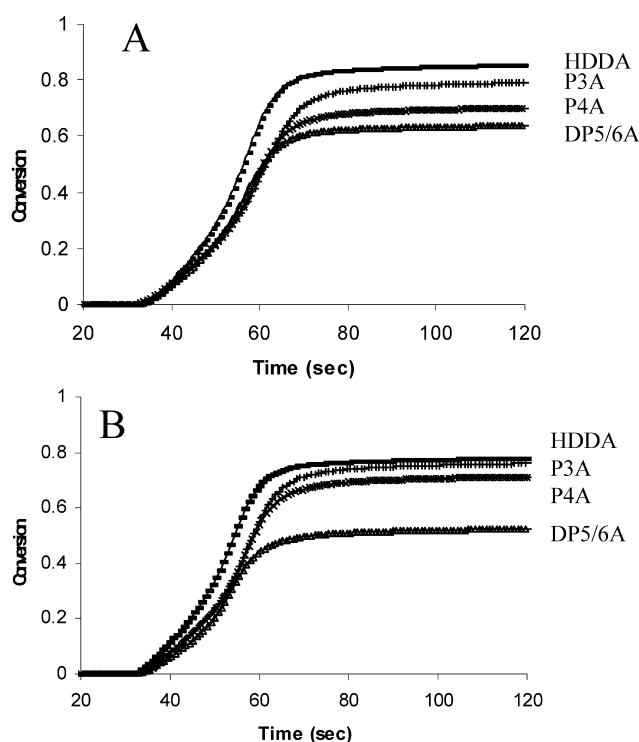 A
1
0.8
0.6
0.4
0.2
0
Conversion
HDDA
P3A
P4A
DP5/6A
20 40 60 80 100 120
Time (sec)
B
1
0.8
0.6
0.4
0.2
0
Conversion
HDDA
P3A
P4A
DP5/6A
20 40 60 80 100 120
Time (sec)